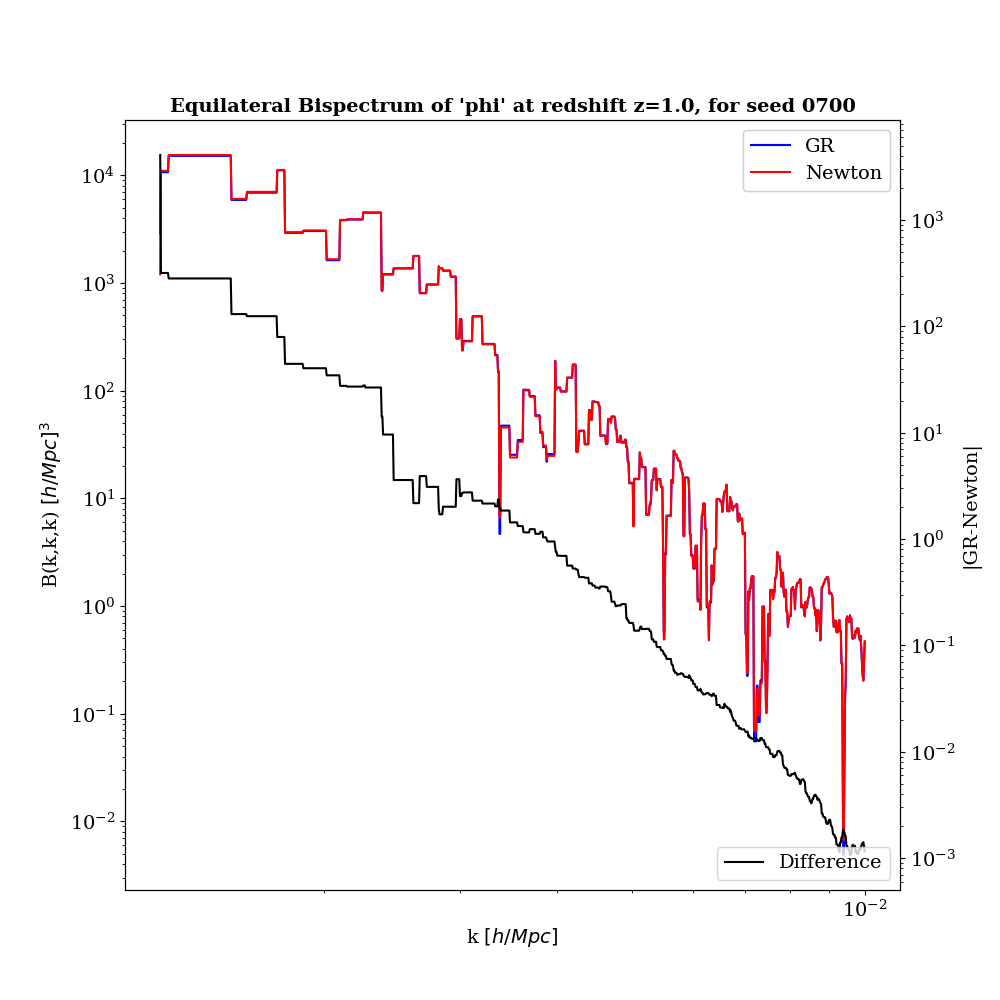 Equilateral Bispectrum of 'phi' at redshift z=1.0, for seed 0700
GR
Newton
10⁴
10³
10²
10¹
10⁰
10⁻¹
10⁻²
B(k,k,k) [h/Mpc]³
10³
10²
10¹
10⁰
10⁻¹
10⁻²
10⁻³
|GR-Newton|
Difference
10⁻²
k [h/Mpc]